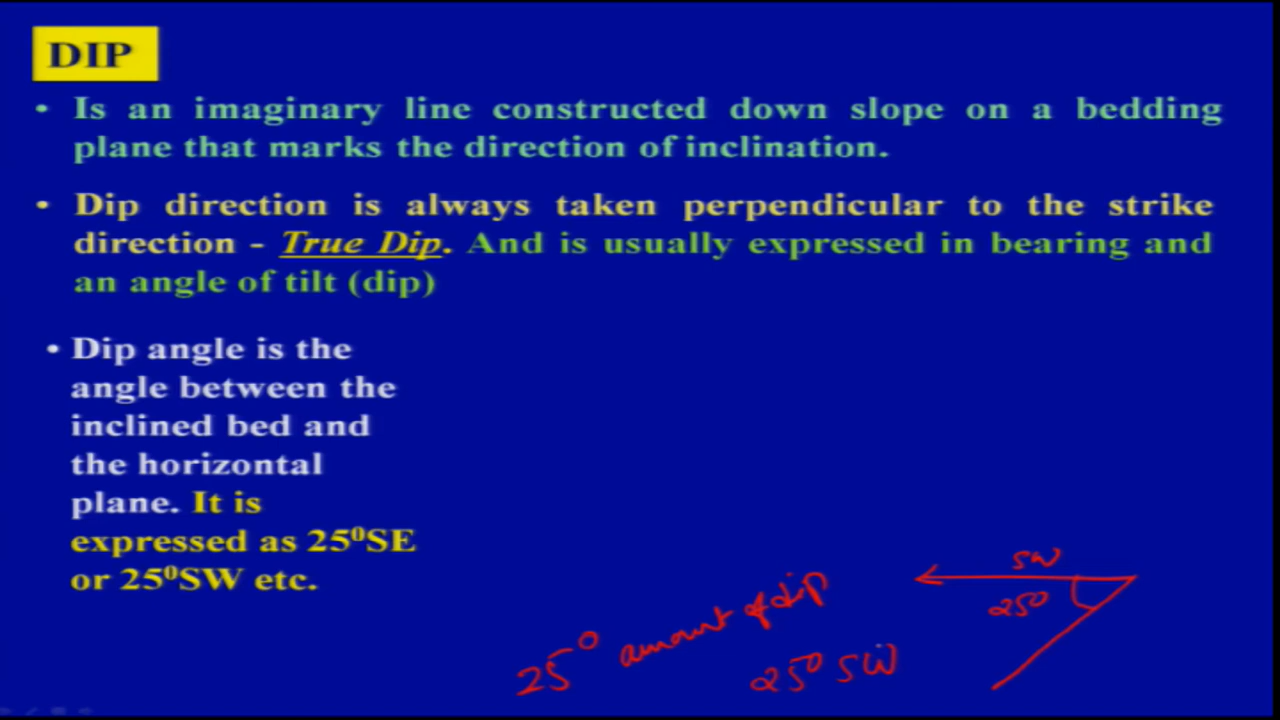 DIP
• Is an imaginary line constructed down slope on a bedding
plane that marks the direction of inclination.
• Dip direction is always taken perpendicular to the strike
direction - True Dip. And is usually expressed in bearing and
an angle of tilt (dip)
• Dip angle is the
angle between the
inclined bed and
the horizontal
plane. It is
expressed as 25⁰SE
or 25⁰SW etc.
SW
25⁰
25⁰ amount of dip
25⁰ SW